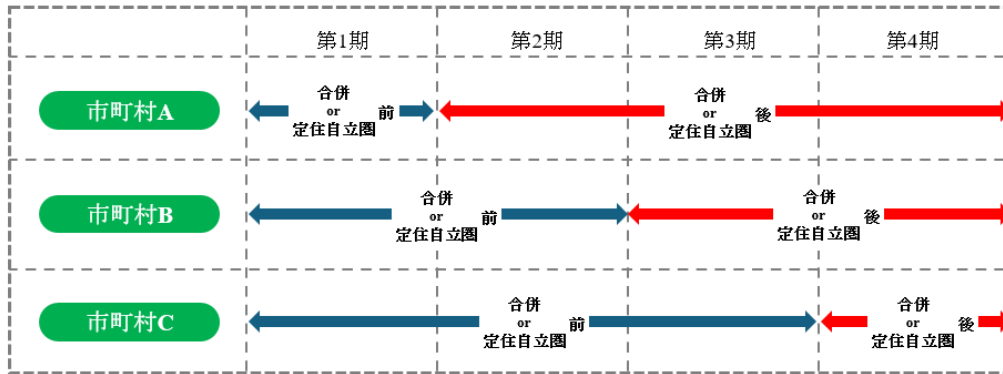 第1期 第2期 第3期 第4期
市町村A
合併
or
定住自立圏
前
合併
or
定住自立圏
後
市町村B
合併
or
定住自立圏
前
合併
or
定住自立圏
後
市町村C
合併
or
定住自立圏
前
合併
or
定住自立圏
後